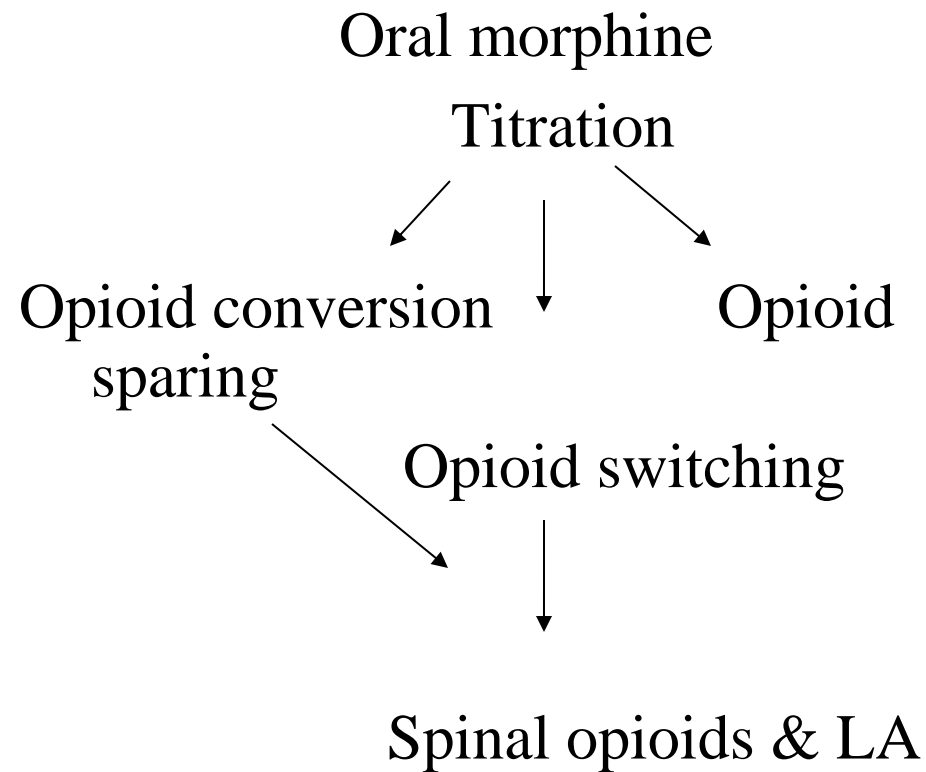 Oral morphine
Titration
Opioid conversion Opioid
sparing
Opioid switching
Spinal opioids & LA